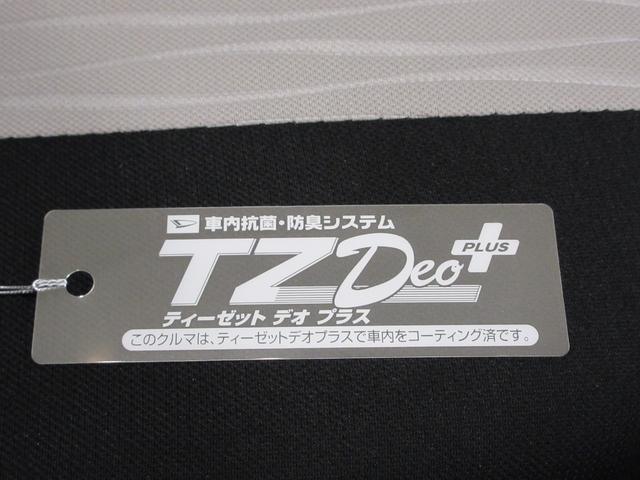 車内抗菌・防臭システム
TZ Deo PLUS
ティーゼット デオ プラス
このクルマは、ティーゼットデオプラスで車内をコーティング済です。